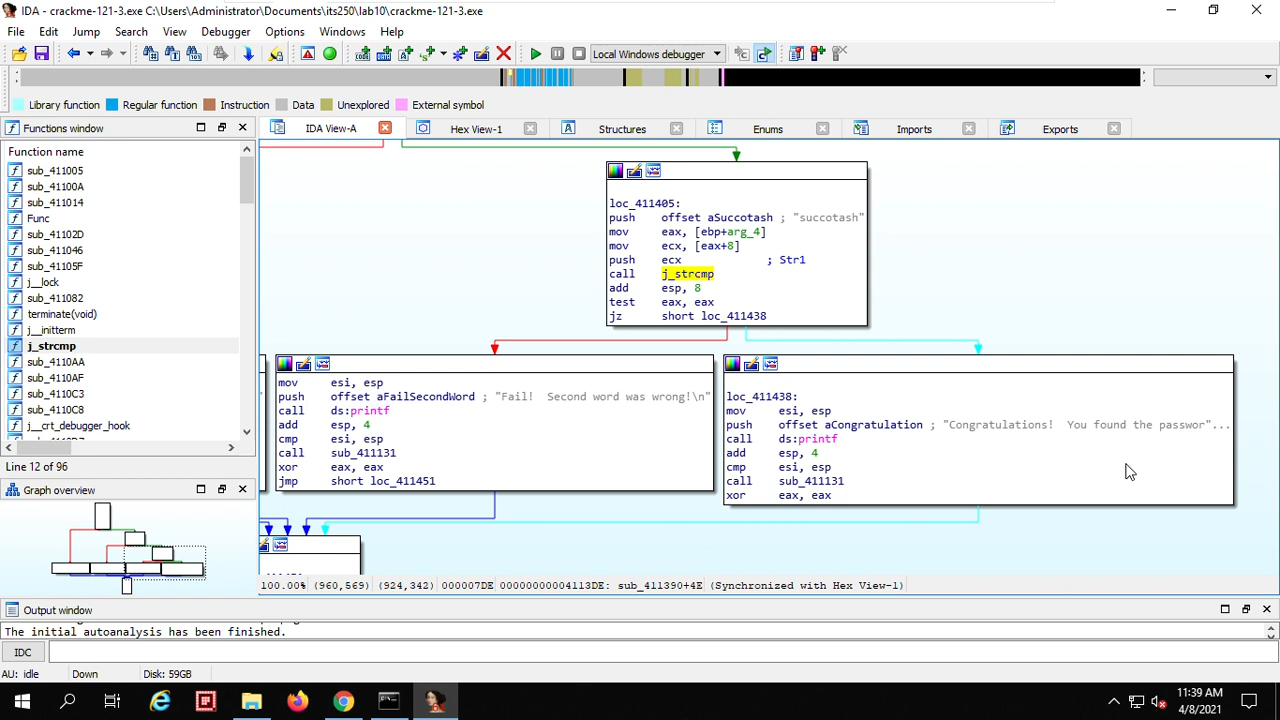 IDA - crackme-121-3.exe C:\Users\Administrator\Documents\its250\lab10\crackme-121-3.exe
File Edit Jump Search View Debugger Options Windows Help
Local Windows debugger
Library function Regular function Instruction Data Unexplored External symbol
Functions window
IDA View-A Hex View-1 Structures Enums Imports Exports
Function name
sub_411005
sub_41100A
sub_411014
Func
sub_41102D
sub_411046
sub_41105F
j__lock
sub_411082
terminate(void)
j__initterm
j_strcmp
sub_4110AA
sub_4110AF
sub_4110C3
sub_4110C8
j__crt_debugger_hook
Line 12 of 96
Graph overview
loc_411405:
push offset aSuccotash ; "succotash"
mov eax, [ebp+arg_4]
mov ecx, [eax+8]
push ecx ; Str1
call j_strcmp
add esp, 8
test eax, eax
jz short loc_411438
mov esi, esp
push offset aFailSecondWord ; "Fail!  Second word was wrong!\n"
call ds:printf
add esp, 4
cmp esi, esp
call sub_411131
xor eax, eax
jmp short loc_411451
loc_411438:
mov esi, esp
push offset aCongratulation ; "Congratulations!  You found the passwor"...
call ds:printf
add esp, 4
cmp esi, esp
call sub_411131
xor eax, eax
100.00% (960,569) (924,342) 000007DE 00000000004113DE: sub_411390+4E (Synchronized with Hex View-1)
Output window
The initial autoanalysis has been finished.
IDC
AU: idle Down Disk: 59GB
11:39 AM
4/8/2021